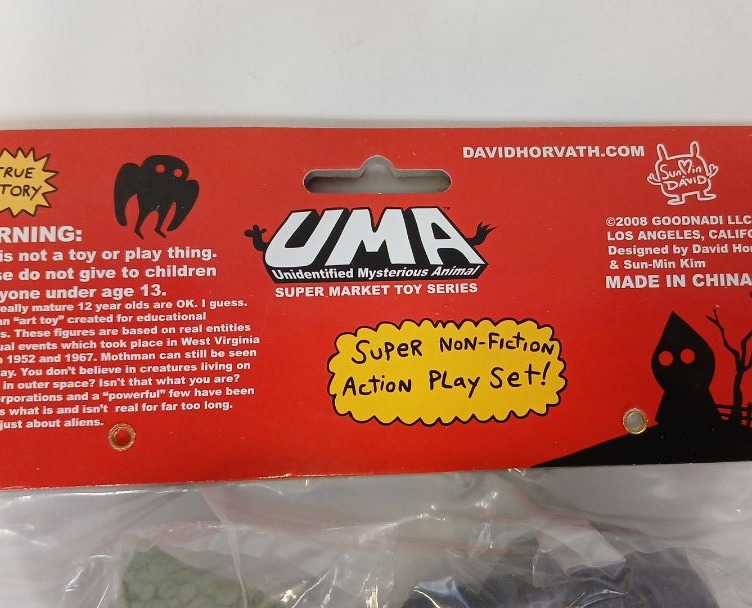 TRUE
TORY
RNING:
is not a toy or play thing.
se do not give to children
yone under age 13.
eally mature 12 year olds are OK. I guess.
an "art toy" created for educational
s. These figures are based on real entities
ual events which took place in West Virginia
1952 and 1967. Mothman can still be seen
ay. You don't believe in creatures living on
in outer space? Isn't that what you are?
rporations and a "powerful" few have been
s what is and isn't real for far too long.
just about aliens.
UMA
Unidentified Mysterious Animal
SUPER MARKET TOY SERIES
SUPER NON-FICTION
ACTION PLAY SET!
DAVIDHORVATH.COM
Sun Min
DAVID
©2008 GOODNADI LLC
LOS ANGELES, CALIFO
Designed by David Ho
& Sun-Min Kim
MADE IN CHINA